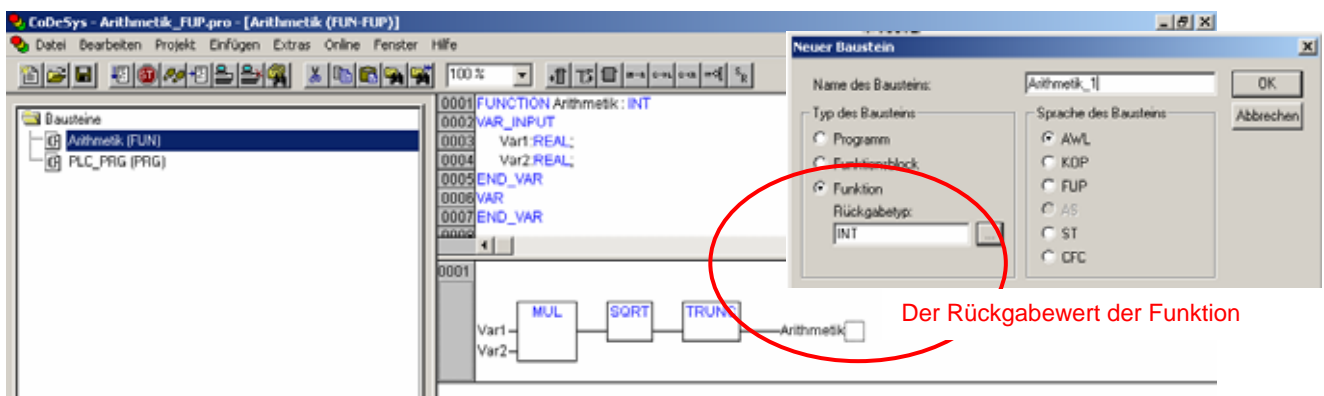 CoDeSys - Arithmetik_FUP.pro - [Arithmetik (FUN-FUP)]
Datei Bearbeiten Projekt Einfügen Extras Online Fenster Hilfe
100 %
Bausteine
Arithmetik (FUN)
PLC_PRG (PRG)
0001 FUNCTION Arithmetik : INT
0002 VAR_INPUT
0003 Var1:REAL;
0004 Var2:REAL;
0005 END_VAR
0006 VAR
0007 END_VAR
0008
0001
MUL SQRT TRUNC
Var1
Var2
Arithmetik
Neuer Baustein
Name des Bausteins: Arithmetik_1 OK
Abbrechen
Typ des Bausteins
Programm
Funktionsblock
Funktion
Rückgabetyp:
INT ...
Sprache des Bausteins
AWL
KOP
FUP
AS
ST
CFC
Der Rückgabewert der Funktion